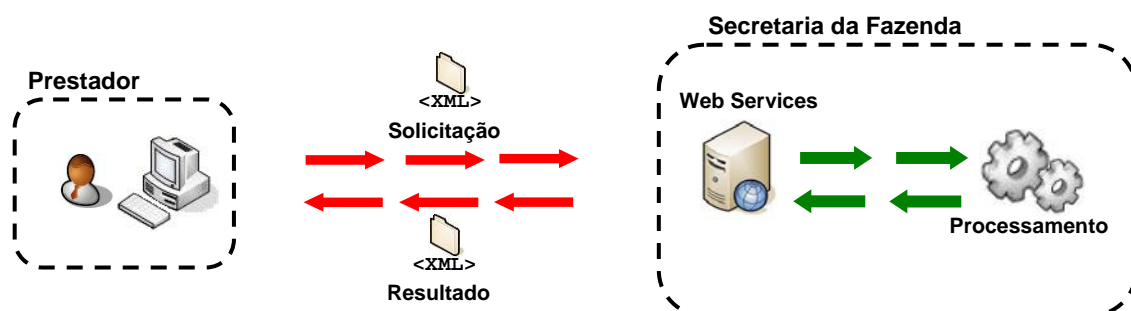 Secretaria da Fazenda
Prestador
<XML>
Solicitação
Web Services
Processamento
<XML>
Resultado